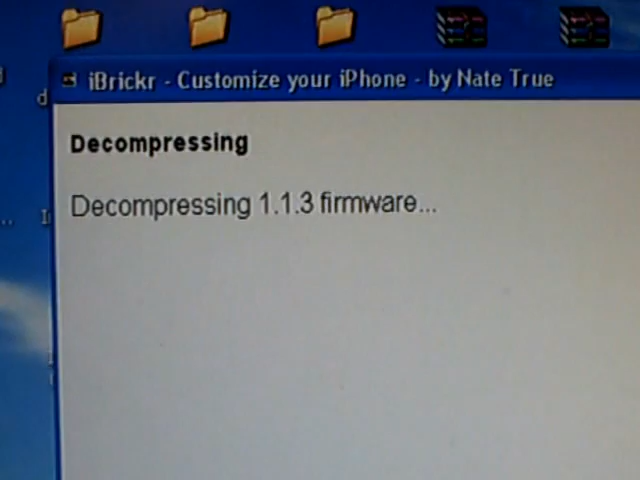 iBrickr - Customize your iPhone - by Nate True
Decompressing
Decompressing 1.1.3 firmware...